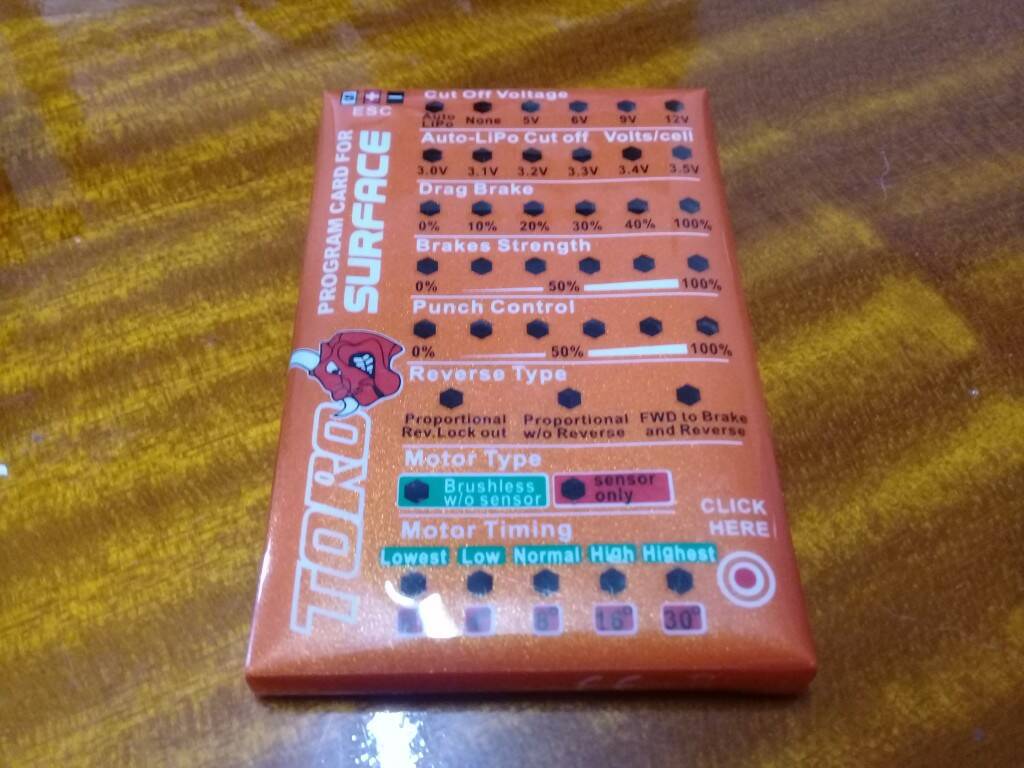 PROGRAM CARD FOR
SURFACE
ESC
TORO
Cut Off Voltage
Auto LiPo None 5V 6V 9V 12V
Auto-LiPo Cut off Volts/cell
3.0V 3.1V 3.2V 3.3V 3.4V 3.5V
Drag Brake
0% 10% 20% 30% 40% 100%
Brakes Strength
0% 50% 100%
Punch Control
0% 50% 100%
Reverse Type
Proportional Proportional FWD to Brake
Rev.Lock out w/o Reverse and Reverse
Motor Type
Brushless sensor
w/o sensor only
Motor Timing
CLICK
HERE
Lowest Low Normal High Highest
8° 16° 30°